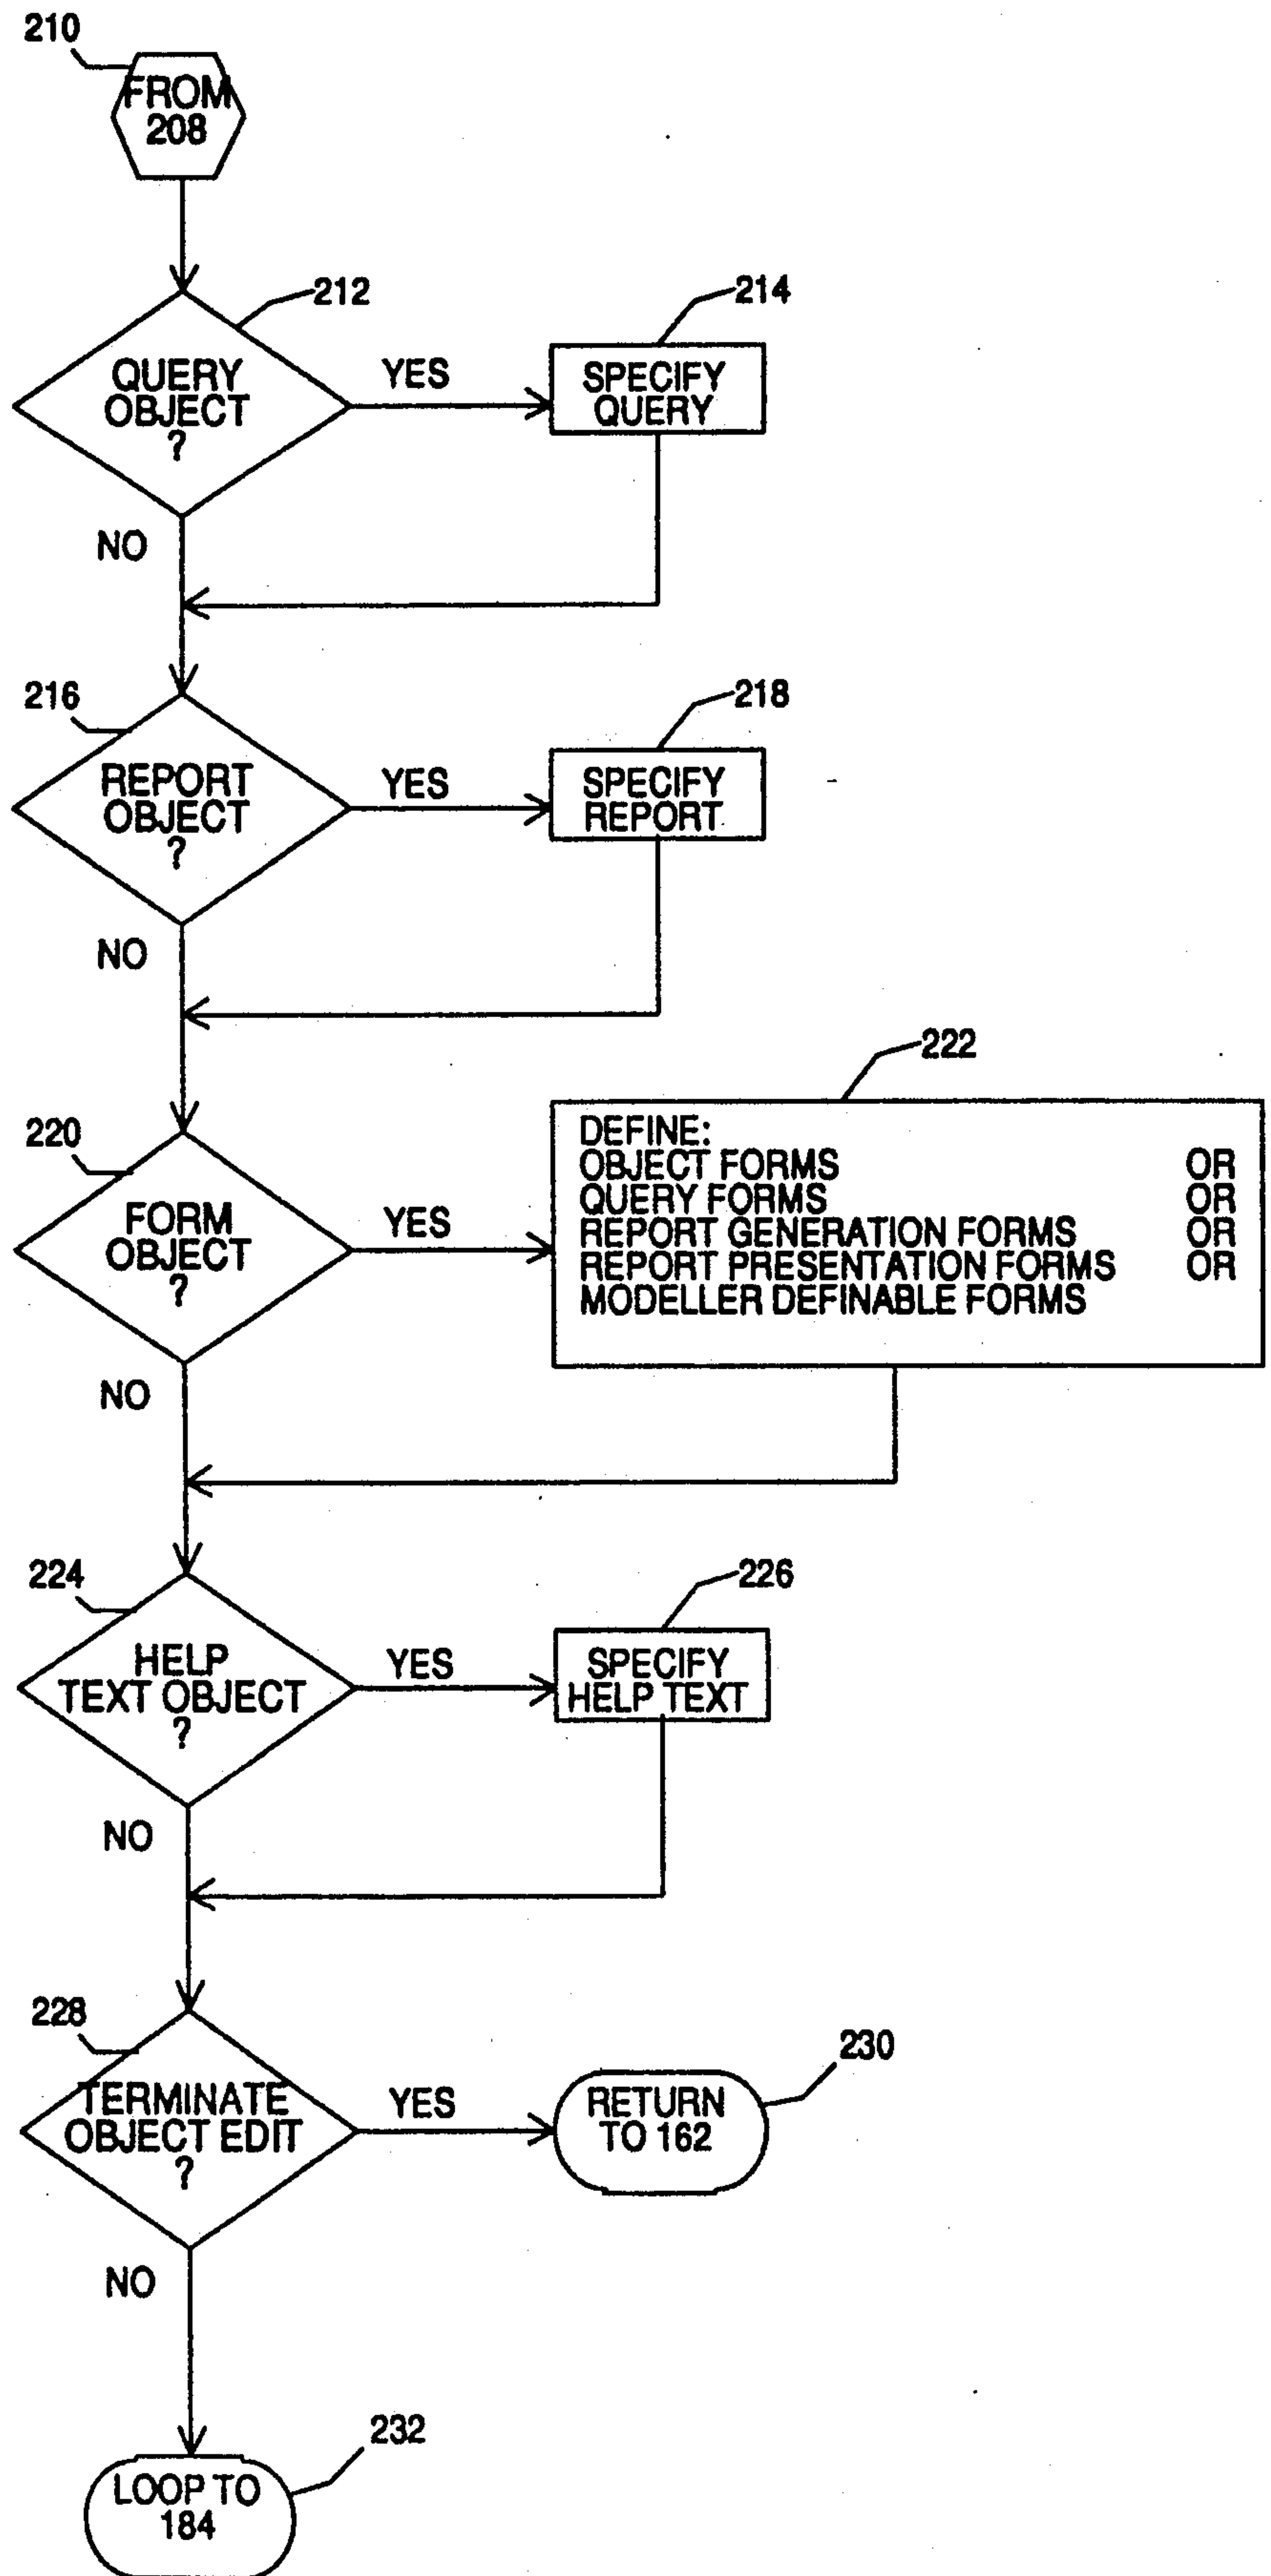 210
FROM
208
212
214
QUERY
OBJECT
?
YES
SPECIFY
QUERY
NO
216
218
REPORT
OBJECT
?
YES
SPECIFY
REPORT
NO
222
220
DEFINE:
OBJECT FORMS OR
QUERY FORMS OR
REPORT GENERATION FORMS OR
REPORT PRESENTATION FORMS OR
MODELLER DEFINABLE FORMS
FORM
OBJECT
?
YES
NO
224
226
HELP
TEXT OBJECT
?
YES
SPECIFY
HELP TEXT
NO
228
230
TERMINATE
OBJECT EDIT
?
YES
RETURN
TO 162
NO
232
LOOP TO
184